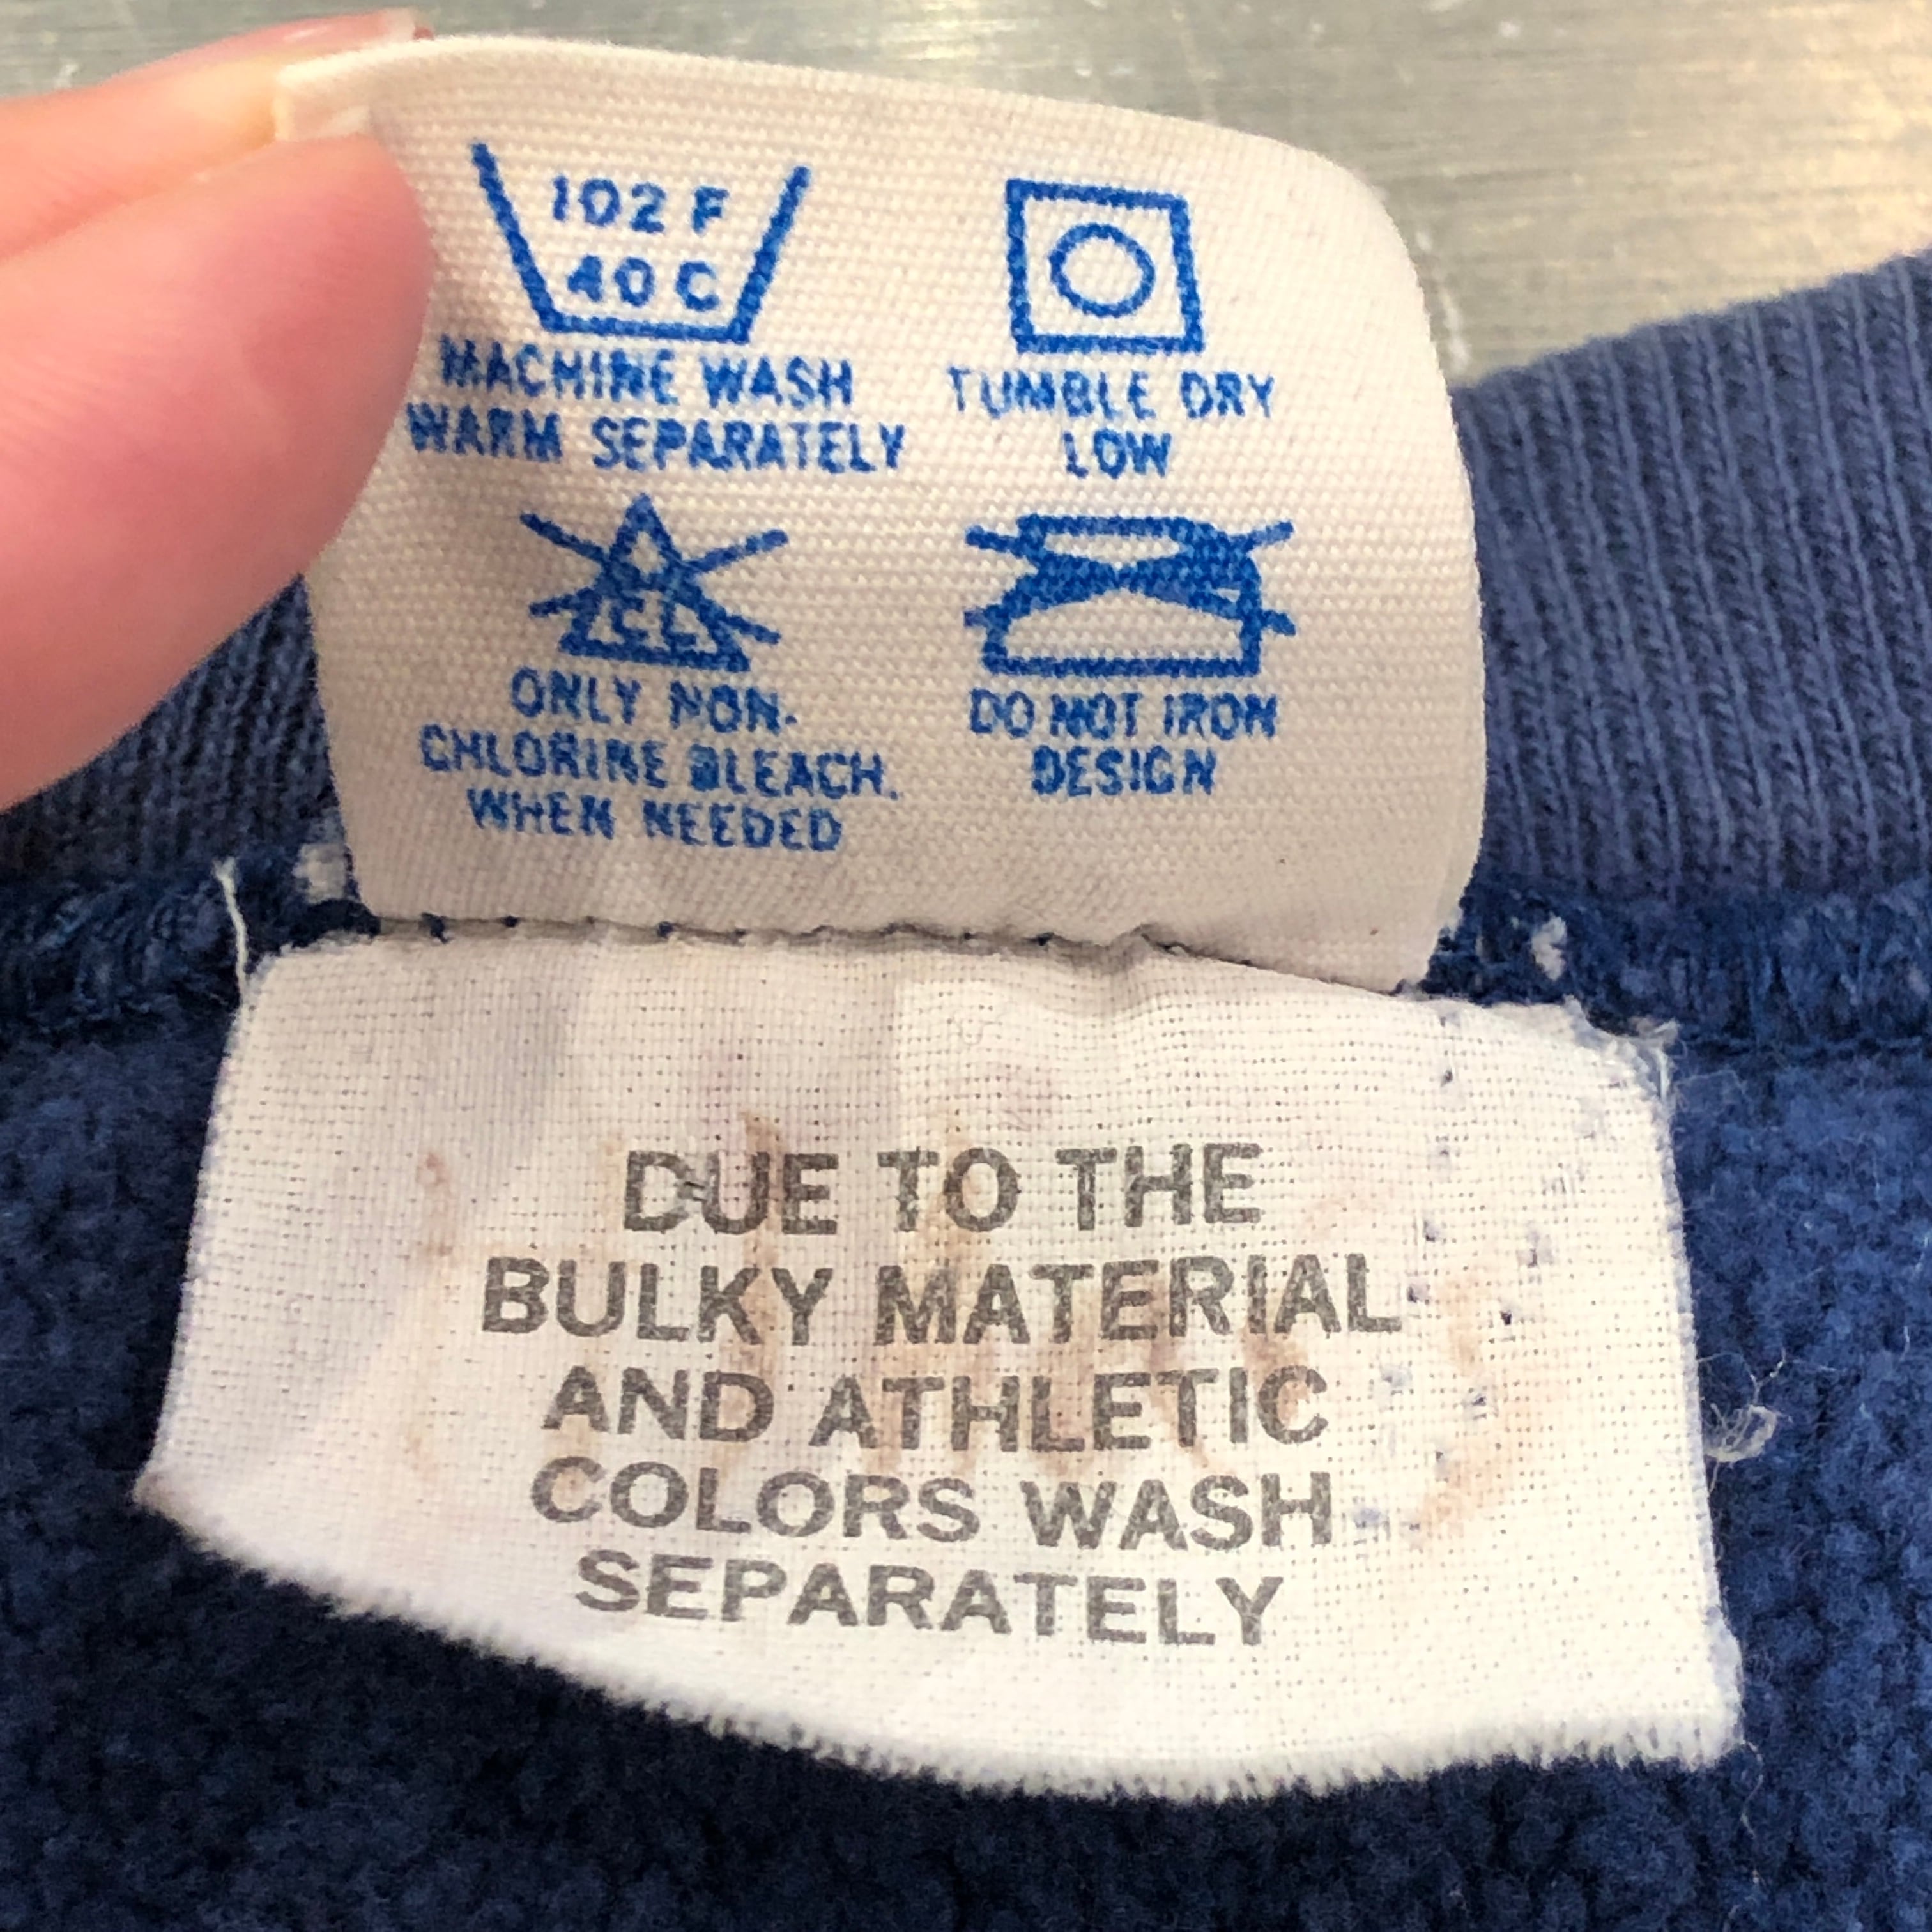 102 F
40 C
MACHINE WASH
WARM SEPARATELY
TUMBLE DRY
LOW
CL
ONLY NON-
CHLORINE BLEACH.
WHEN NEEDED
DO NOT IRON
DESIGN
DUE TO THE
BULKY MATERIAL
AND ATHLETIC
COLORS WASH
SEPARATELY